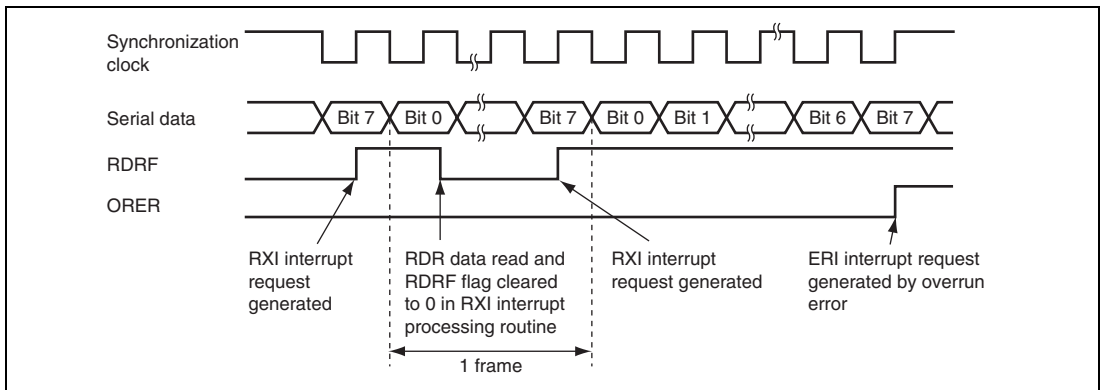 Synchronization
clock
Serial data
Bit 7
Bit 0
Bit 7
Bit 0
Bit 1
Bit 6
Bit 7
RDRF
ORER
RXI interrupt
request
generated
RDR data read and
RDRF flag cleared
to 0 in RXI interrupt
processing routine
RXI interrupt
request generated
ERI interrupt request
generated by overrun
error
1 frame